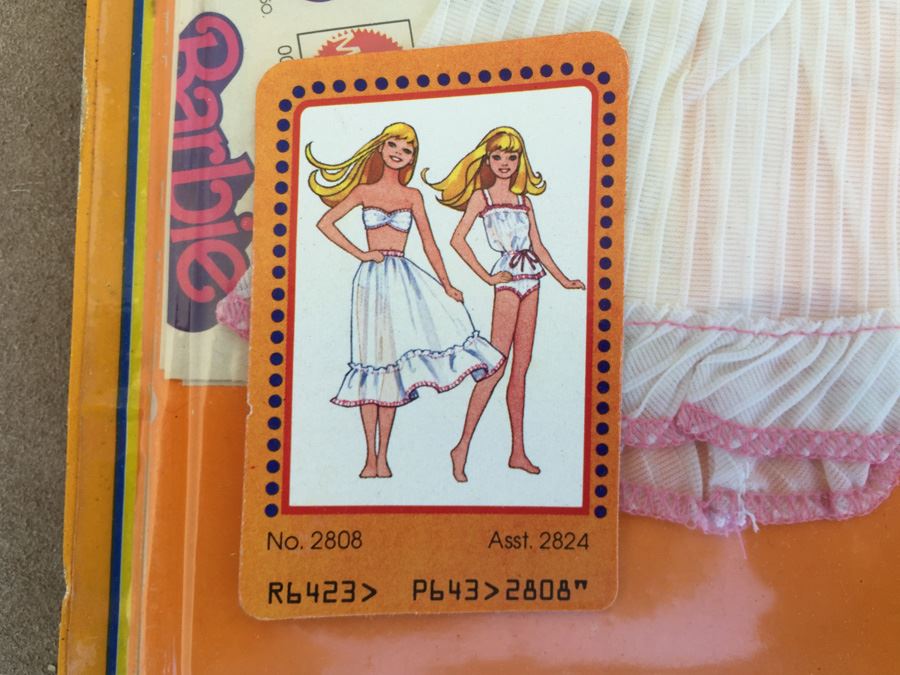 Barbie
No. 2808 Asst. 2824
R6423> P643>2808"